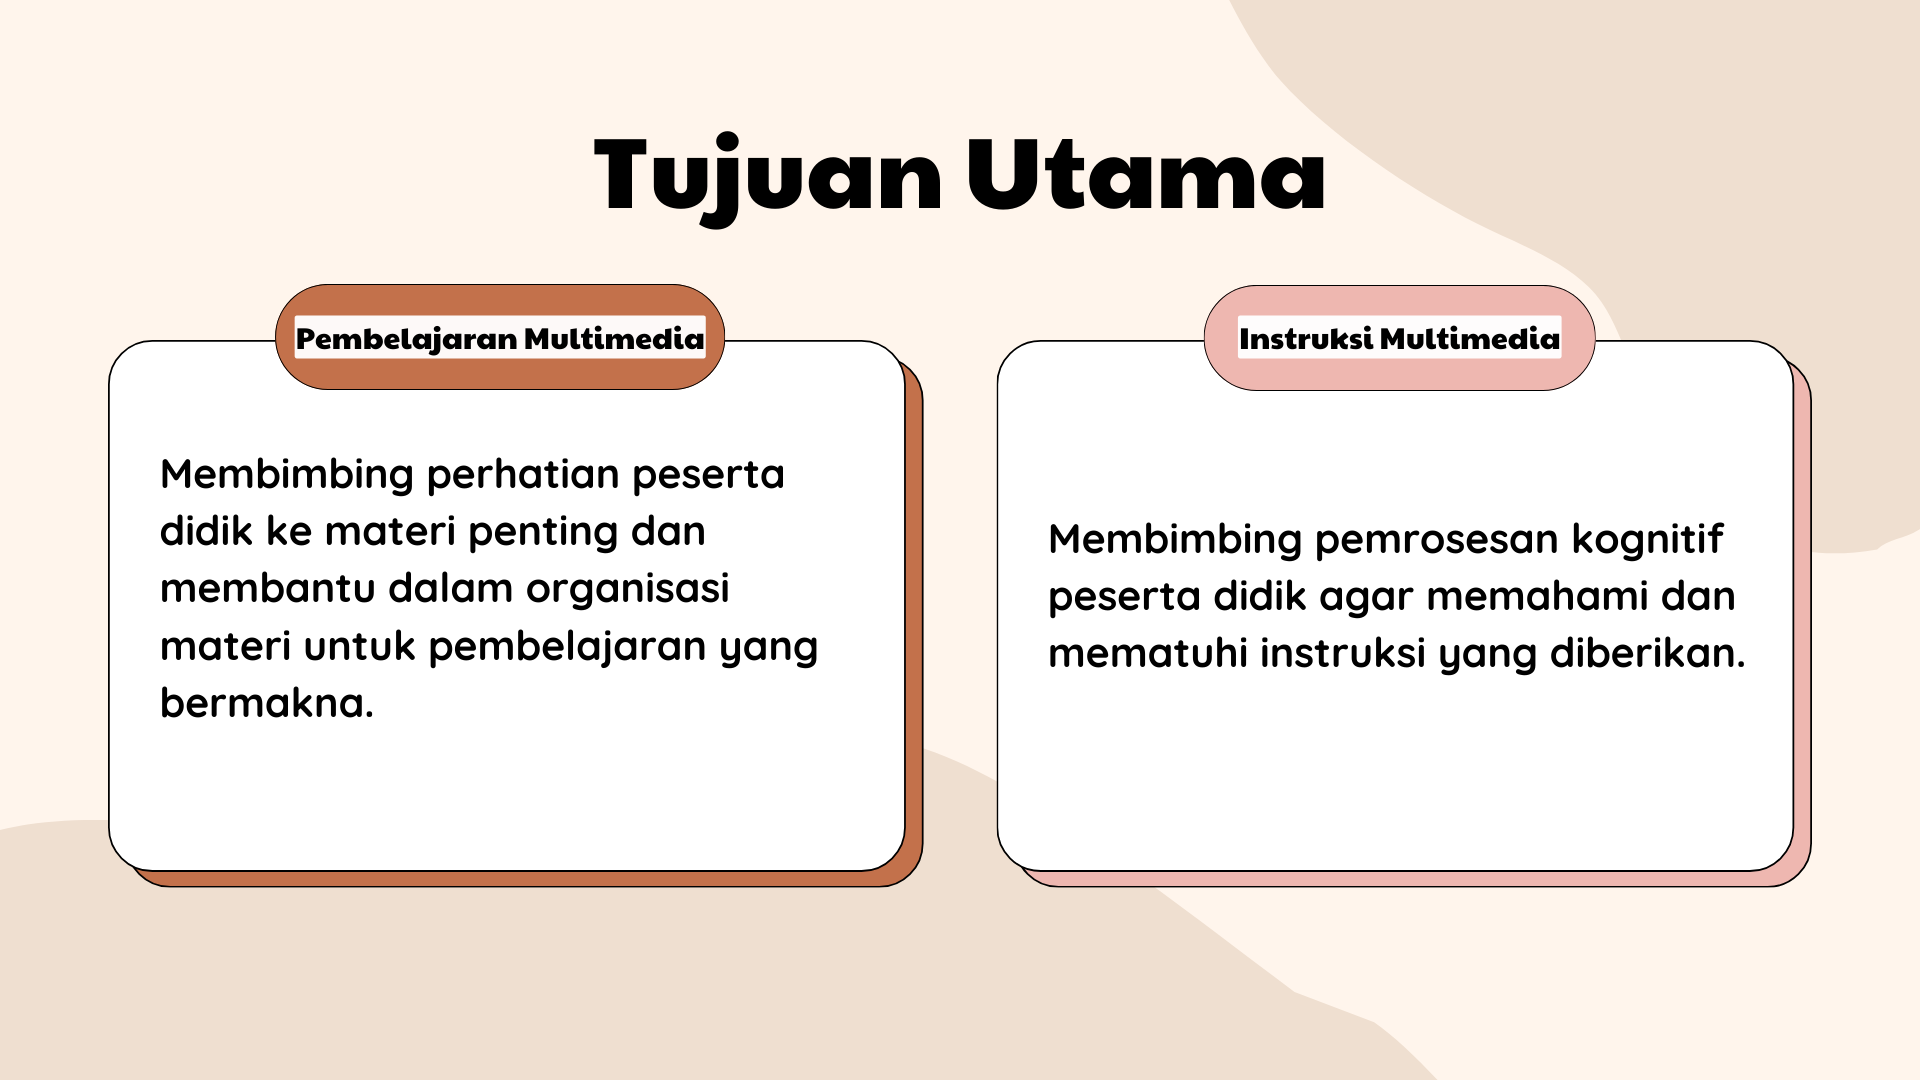 Tujuan Utama
Pembelajaran Multimedia
Membimbing perhatian peserta
didik ke materi penting dan
membantu dalam organisasi
materi untuk pembelajaran yang
bermakna.
Instruksi Multimedia
Membimbing pemrosesan kognitif
peserta didik agar memahami dan
mematuhi instruksi yang diberikan.